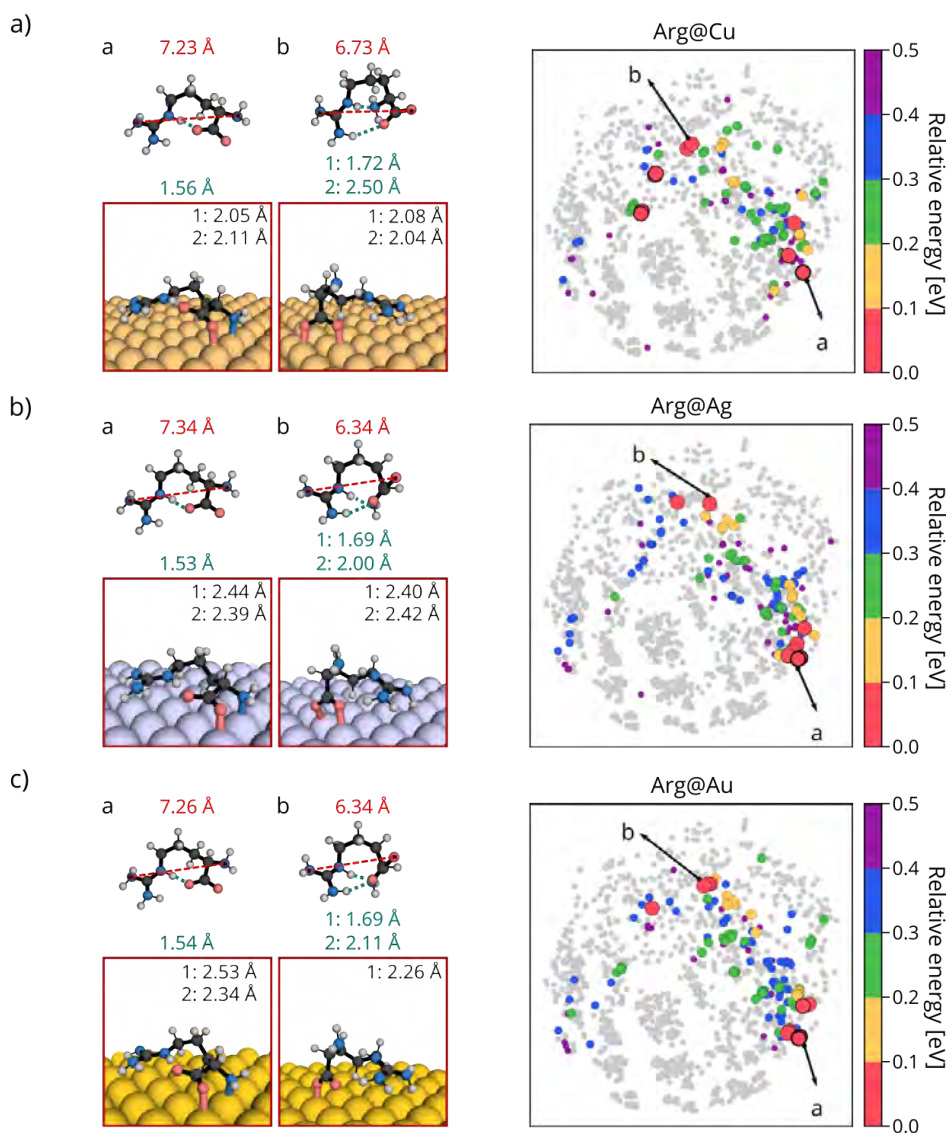 a)
a
7.23 Å
b
6.73 Å
1.56 Å
1: 1.72 Å
2: 2.50 Å
1: 2.05 Å
2: 2.11 Å
1: 2.08 Å
2: 2.04 Å
Arg@Cu
b
a
0.5
0.4
0.3
0.2
0.1
0.0
Relative energy [eV]
b)
a
7.34 Å
b
6.34 Å
1.53 Å
1: 1.69 Å
2: 2.00 Å
1: 2.44 Å
2: 2.39 Å
1: 2.40 Å
2: 2.42 Å
Arg@Ag
b
a
0.5
0.4
0.3
0.2
0.1
0.0
Relative energy [eV]
c)
a
7.26 Å
b
6.34 Å
1.54 Å
1: 1.69 Å
2: 2.11 Å
1: 2.53 Å
2: 2.34 Å
1: 2.26 Å
Arg@Au
b
a
0.5
0.4
0.3
0.2
0.1
0.0
Relative energy [eV]